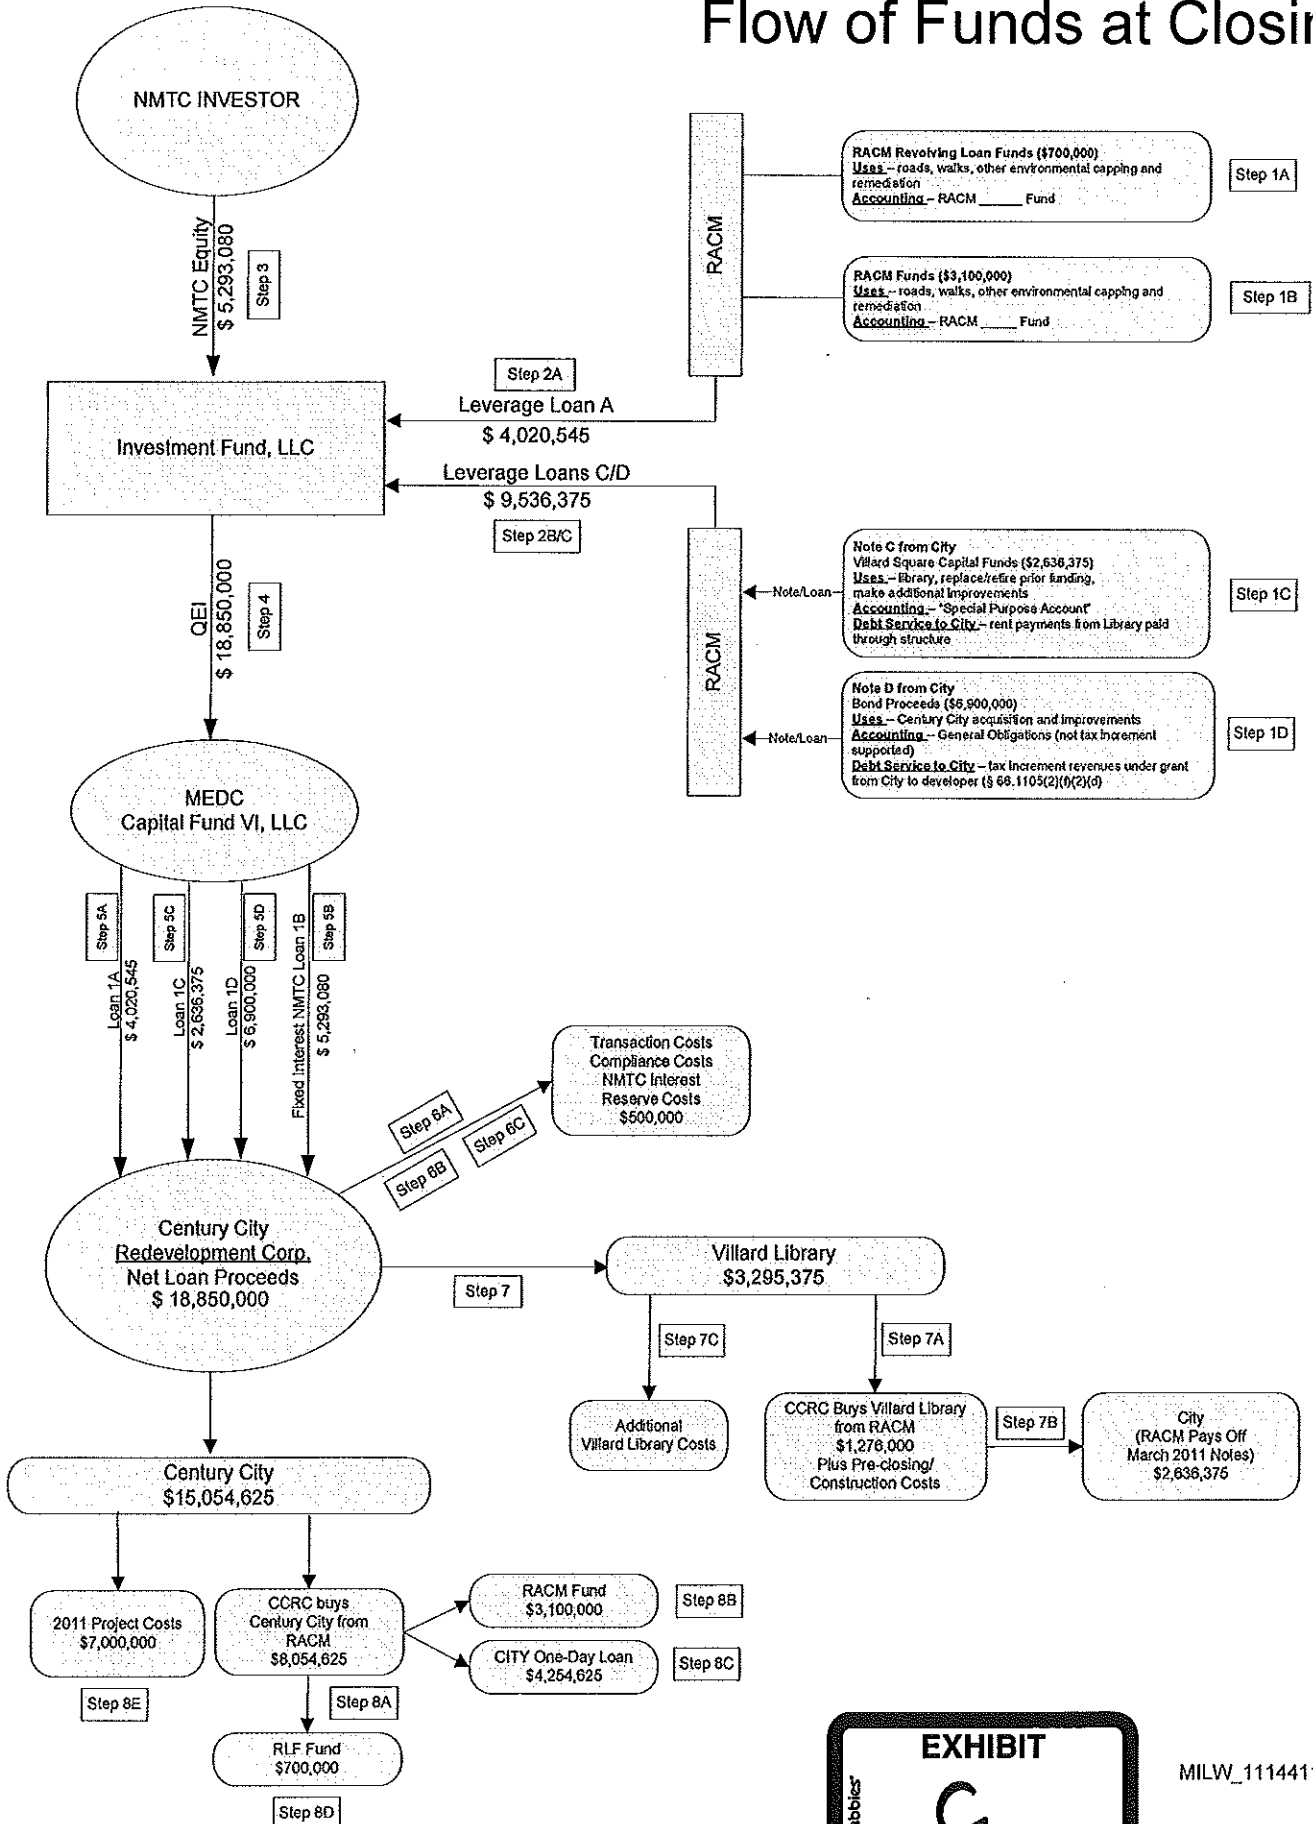 Flow of Funds at Closin
NMTC INVESTOR
NMTC Equity
$ 5,293,080
Step 3
RACM
RACM Revolving Loan Funds ($700,000)
Uses – roads, walks, other environmental capping and
remediation
Accounting – RACM ______ Fund
Step 1A
RACM Funds ($3,100,000)
Uses – roads, walks, other environmental capping and
remediation
Accounting – RACM _____ Fund
Step 1B
Step 2A
Leverage Loan A
$ 4,020,545
Investment Fund, LLC
Leverage Loans C/D
$ 9,536,375
Step 2B/C
QEI
$ 18,850,000
Step 4
RACM
Note/Loan
Note C from City
Villard Square Capital Funds ($2,636,375)
Uses – library, replace/retire prior funding,
make additional improvements
Accounting – "Special Purpose Account"
Debt Service to City – rent payments from Library paid
through structure
Step 1C
Note/Loan
Note D from City
Bond Proceeds ($6,900,000)
Uses – Century City acquisition and improvements
Accounting – General Obligations (not tax increment
supported)
Debt Service to City – tax increment revenues under grant
from City to developer (§ 66.1105(2)(f)(2)(d)
Step 1D
MEDC
Capital Fund VI, LLC
Step 5A
Loan 1A
$ 4,020,545
Step 5C
Loan 1C
$ 2,636,375
Step 5D
Loan 1D
$ 6,900,000
Step 5B
Fixed Interest NMTC Loan 1B
$ 5,293,080
Transaction Costs
Compliance Costs
NMTC Interest
Reserve Costs
$500,000
Step 6A
Step 6B
Step 6C
Century City
Redevelopment Corp.
Net Loan Proceeds
$ 18,850,000
Step 7
Villard Library
$3,295,375
Step 7C
Step 7A
Additional
Villard Library Costs
CCRC Buys Villard Library
from RACM
$1,276,000
Plus Pre-closing/
Construction Costs
Step 7B
City
(RACM Pays Off
March 2011 Notes)
$2,636,375
Century City
$15,054,625
2011 Project Costs
$7,000,000
Step 8E
CCRC buys
Century City from
RACM
$8,054,625
Step 8A
RACM Fund
$3,100,000
Step 8B
CITY One-Day Loan
$4,254,625
Step 8C
RLF Fund
$700,000
Step 8D
EXHIBIT
MILW_1114411